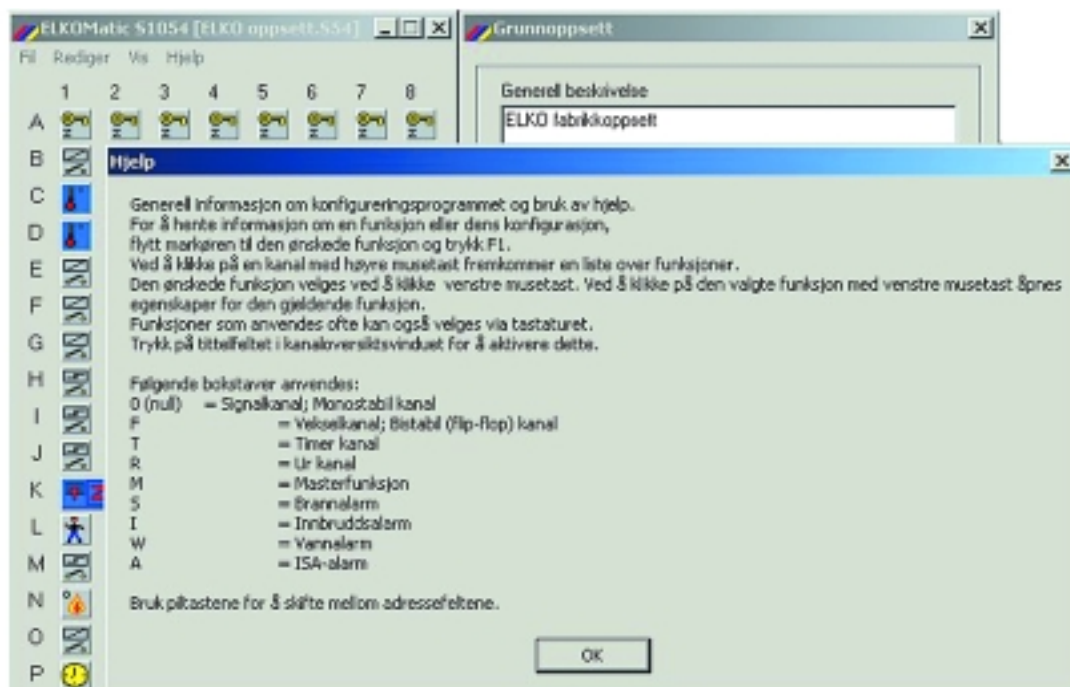 ELKOMatic S1054 [ELKO oppsett.S54]
Fil Rediger Vis Hjelp
1 2 3 4 5 6 7 8
A
B
C
D
E
F
G
H
I
J
K
L
M
N
O
P
Grunnoppsett
Generell beskrivelse
ELKO fabrikkoppsett
Hjelp
Generell informasjon om konfigureringsprogrammet og bruk av hjelp.
For å hente informasjon om en funksjon eller dens konfigurasjon,
flytt markøren til den ønskede funksjon og trykk F1.
Ved å klikke på en kanal med høyre musetast fremkommer en liste over funksjoner.
Den ønskede funksjon velges ved å klikke venstre musetast. Ved å klikke på den valgte funksjon med venstre musetast åpnes
egenskaper for den gjeldende funksjon.
Funksjoner som anvendes ofte kan også velges via tastaturet.
Trykk på tittelfeltet i kanaloversiktsvinduet for å aktivere dette.
Følgende bokstaver anvendes:
0 (null) = Signalkanal; Monostabil kanal
F = Vekselkanal; Bistabil (flip-flop) kanal
T = Timer kanal
R = Ur kanal
M = Masterfunksjon
S = Brannalarm
I = Innbruddsalarm
W = Vannalarm
A = ISA-alarm
Bruk piltastene for å skifte mellom adressefeltene.
OK